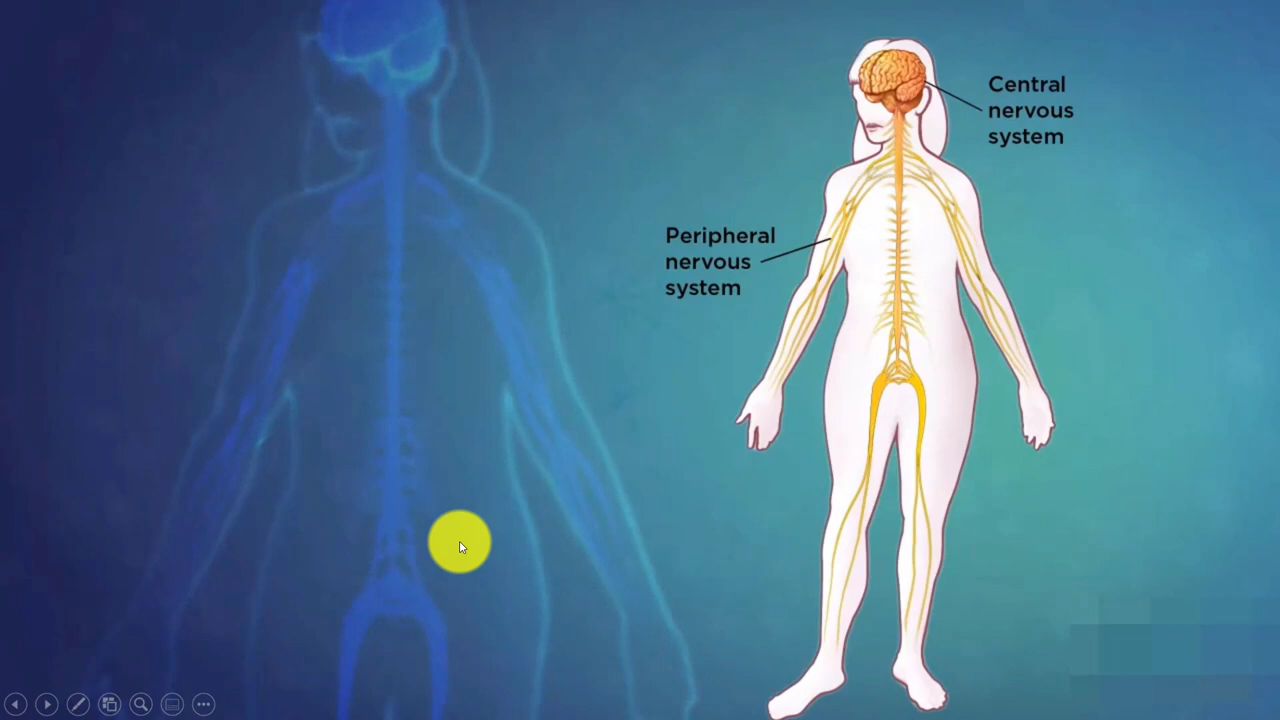 Central
nervous
system
Peripheral
nervous
system